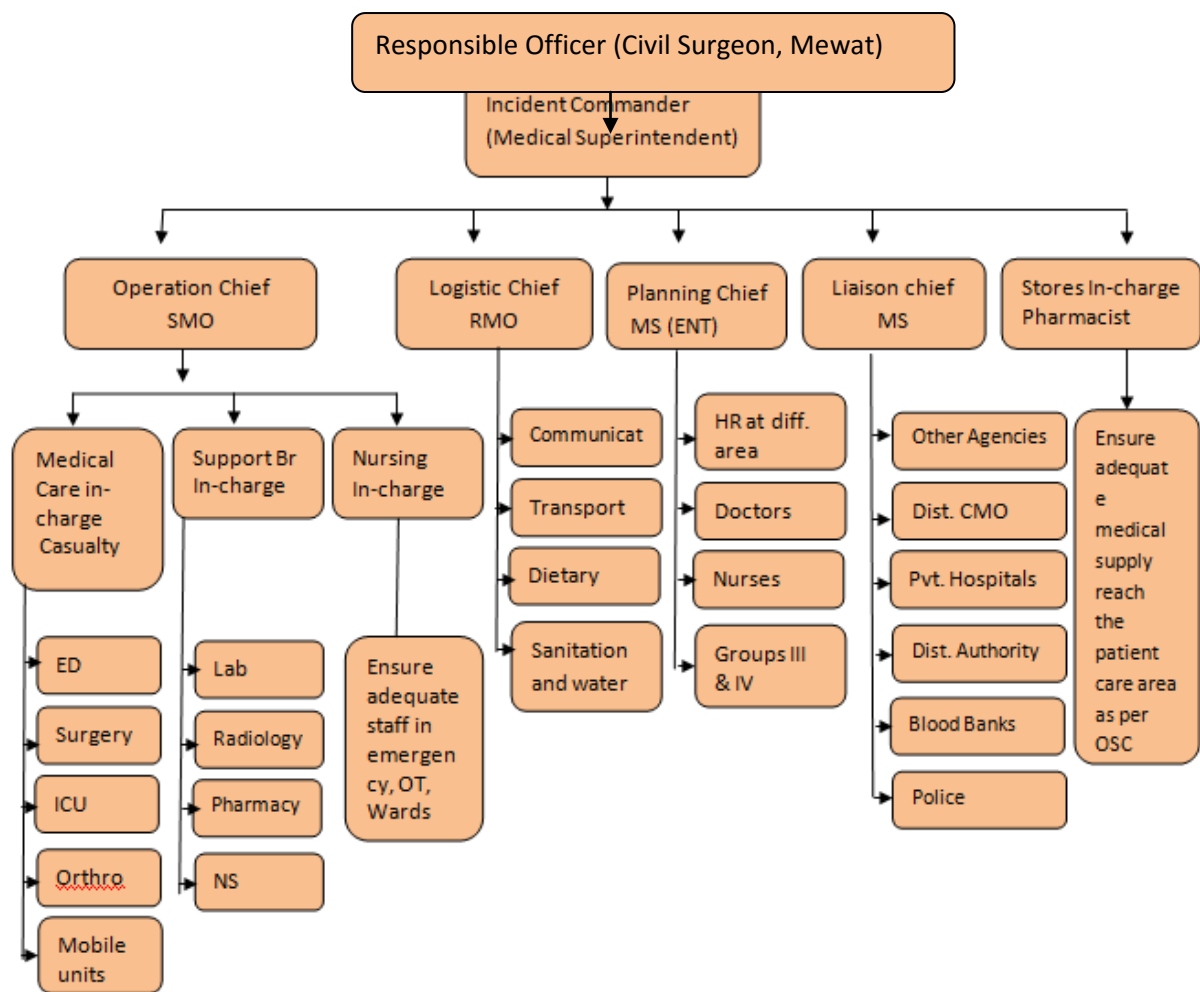 Responsible Officer (Civil Surgeon, Mewat)
Incident Commander
(Medical Superintendent)
Operation Chief
SMO
Logistic Chief
RMO
Planning Chief
MS (ENT)
Liaison chief
MS
Stores In-charge
Pharmacist
Medical
Care in-
charge
Casualty
Support Br
In-charge
Nursing
In-charge
ED
Surgery
ICU
Orthro
Mobile
units
Lab
Radiology
Pharmacy
NS
Ensure
adequate
staff in
emergen
cy, OT,
Wards
Communicat
Transport
Dietary
Sanitation
and water
HR at diff.
area
Doctors
Nurses
Groups III
& IV
Other Agencies
Dist. CMO
Pvt. Hospitals
Dist. Authority
Blood Banks
Police
Ensure
adequat
e
medical
supply
reach
the
patient
care area
as per
OSC